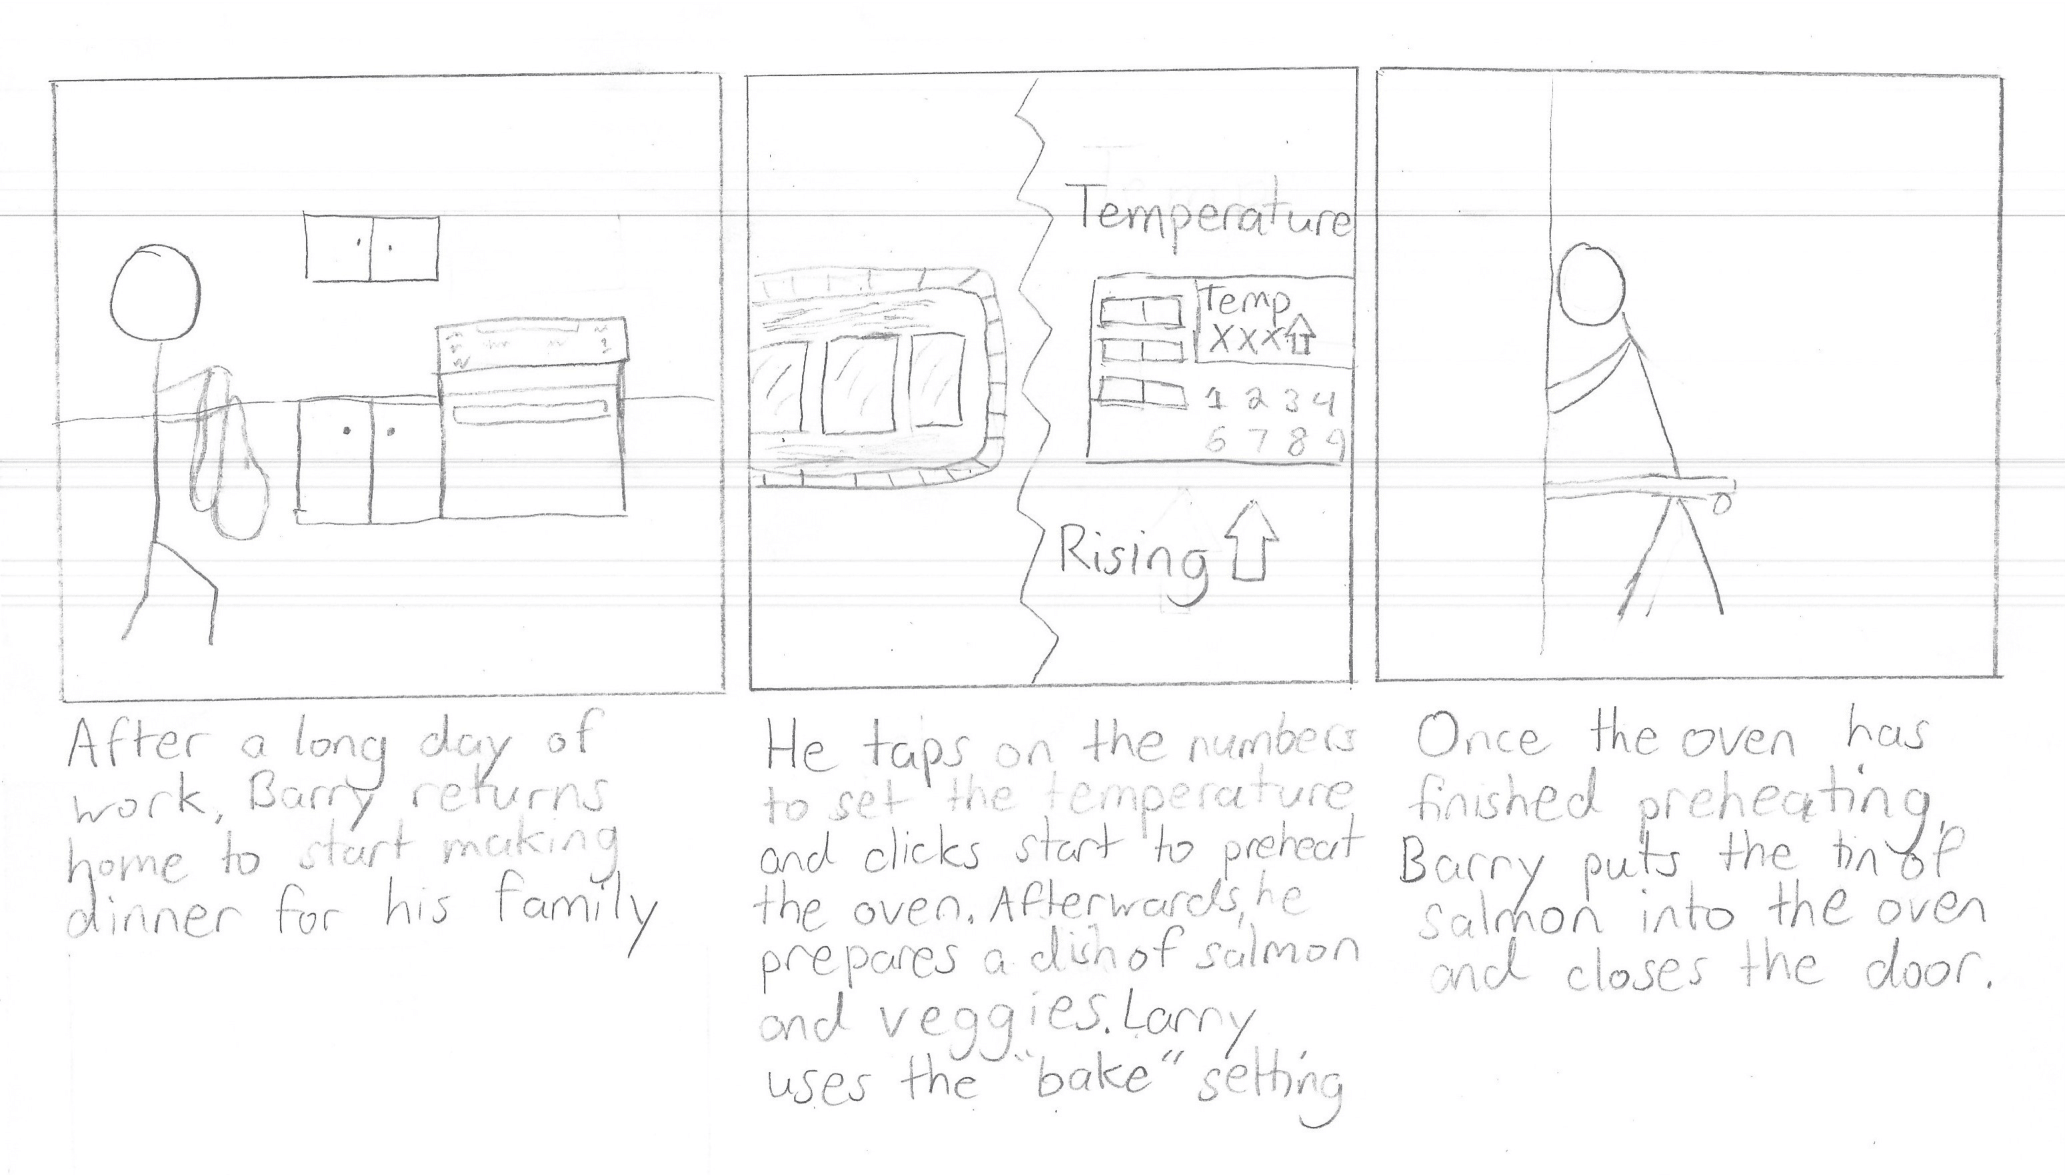 Temperature
Temp
XXX
1 2 3 4
6 7 8 9
Rising
After a long day of
work, Barry returns
home to start making
dinner for his family
He taps on the numbers
to set the temperature
and clicks start to preheat
the oven. Afterwards, he
prepares a dish of salmon
and veggies. Larry
uses the "bake" setting
Once the oven has
finished preheating,
Barry puts the tin of
salmon into the oven
and closes the door.